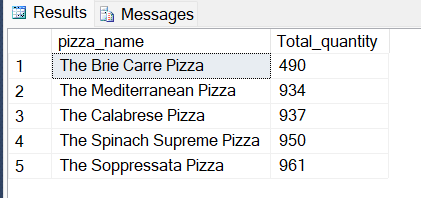 Results Messages
pizza_name Total_quantity
1 The Brie Carre Pizza 490
2 The Mediterranean Pizza 934
3 The Calabrese Pizza 937
4 The Spinach Supreme Pizza 950
5 The Soppressata Pizza 961